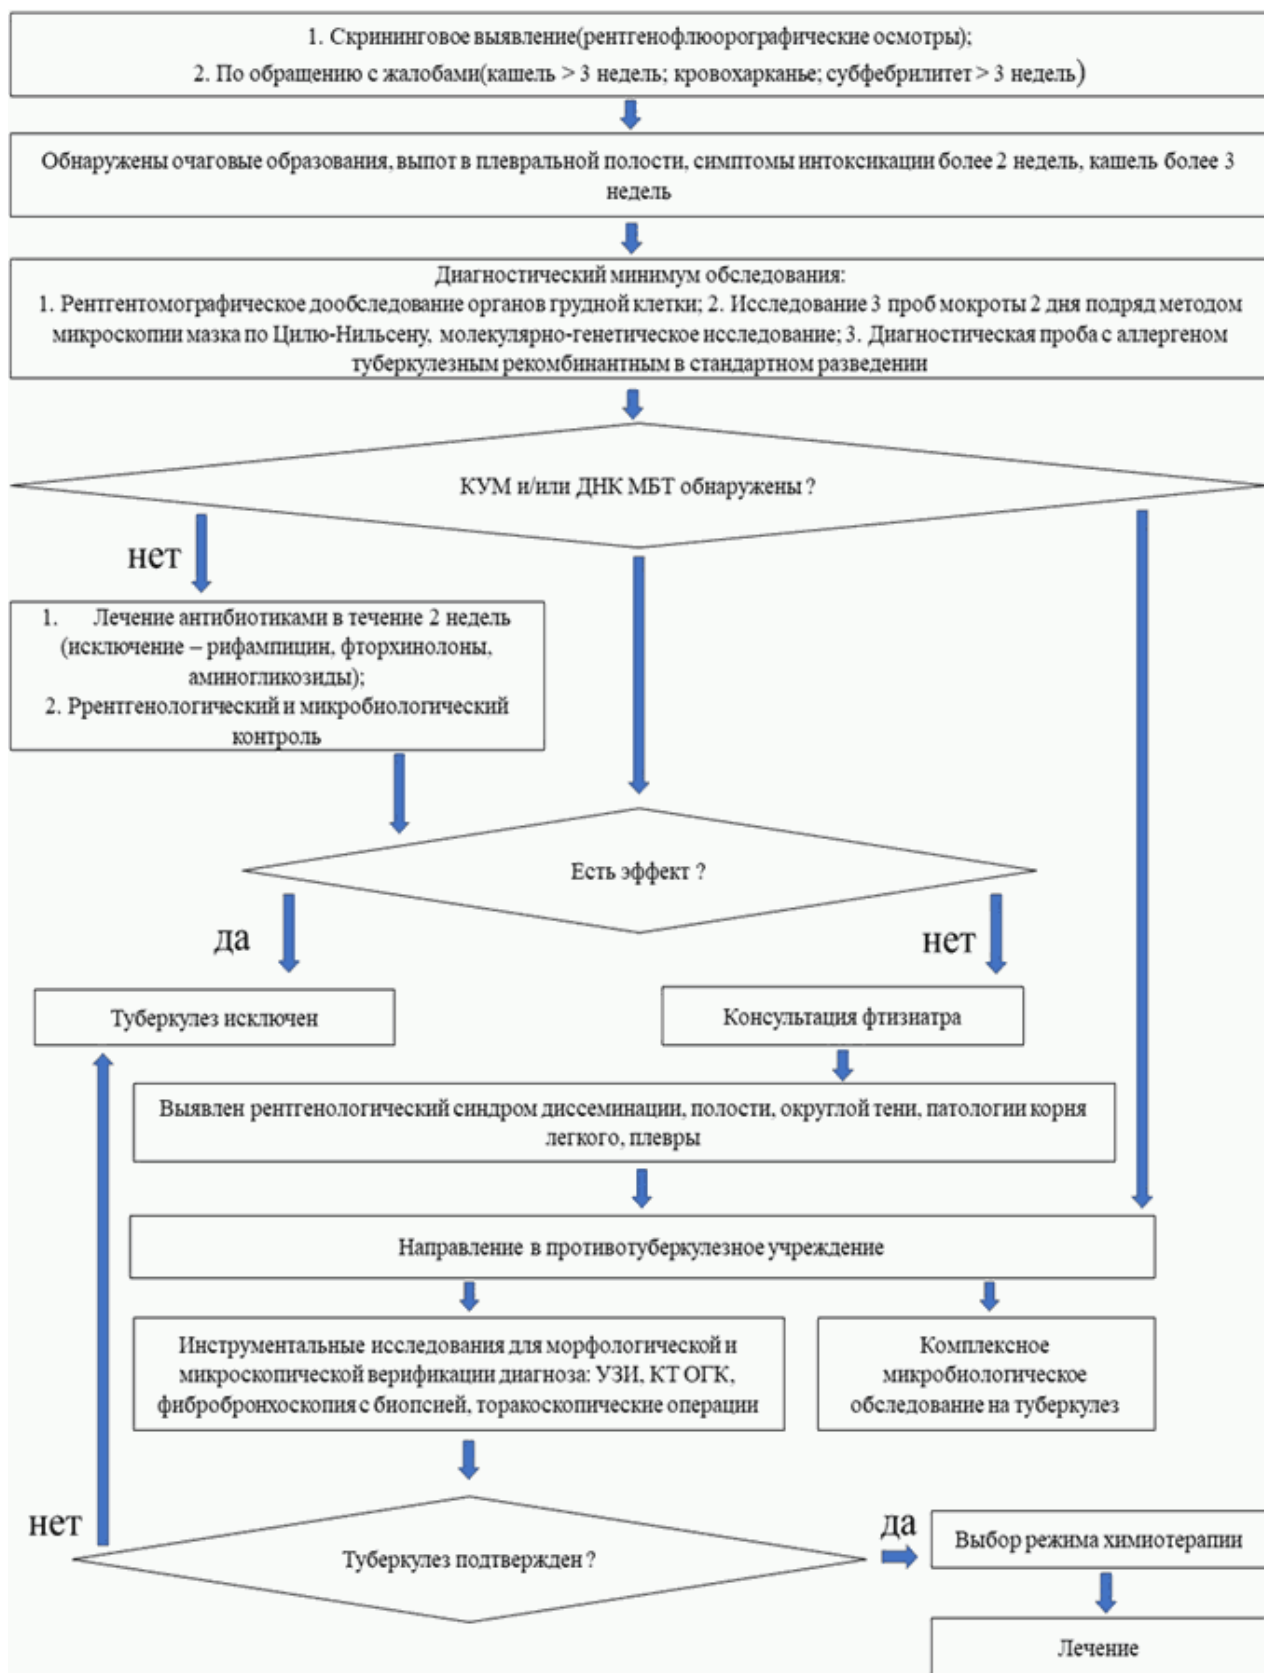 1. Скрининговое выявление(рентгенофлюорографические осмотры);
2. По обращению с жалобами(кашель > 3 недель; кровохарканье; субфебрилитет > 3 недель)
Обнаружены очаговые образования, выпот в плевральной полости, симптомы интоксикации более 2 недель, кашель более 3
недель
Диагностический минимум обследования:
1. Рентгентомографическое дообследование органов грудной клетки; 2. Исследование 3 проб мокроты 2 дня подряд методом
микроскопии мазка по Цилю-Нильсену, молекулярно-генетическое исследование; 3. Диагностическая проба с аллергеном
туберкулезным рекомбинантным в стандартном разведении
КУМ и/или ДНК МБТ обнаружены ?
нет
1. Лечение антибиотиками в течение 2 недель
(исключение – рифампицин, фторхинолоны,
аминогликозиды);
2. Ррентгенологический и микробиологический
контроль
Есть эффект ?
да
нет
Туберкулез исключен
Консультация фтизиатра
Выявлен рентгенологический синдром диссеминации, полости, округлой тени, патологии корня
легкого, плевры
Направление в противотуберкулезное учреждение
Инструментальные исследования для морфологической и
микроскопической верификации диагноза: УЗИ, КТ ОГК,
фибробронхоскопия с биопсией, торакоскопические операции
Комплексное
микробиологическое
обследование на туберкулез
нет
Туберкулез подтвержден ?
да
Выбор режима химиотерапии
Лечение